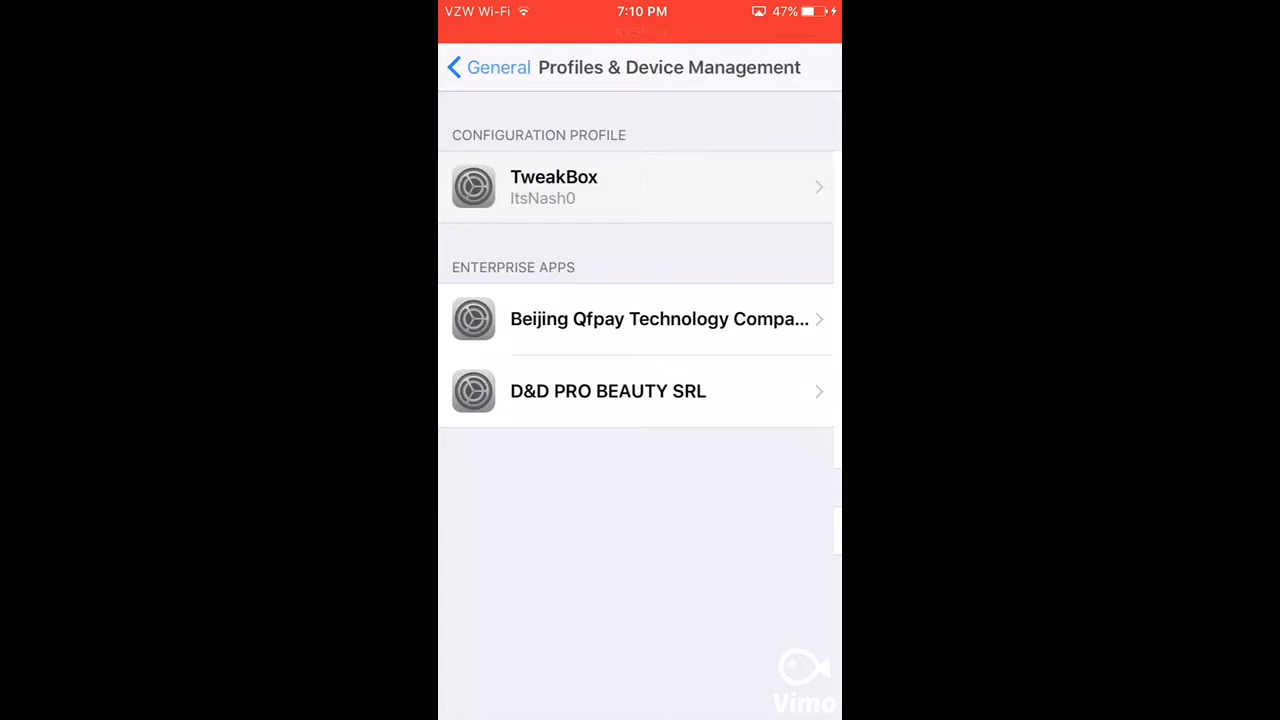 VZW Wi-Fi 7:10 PM 47%
General Profiles & Device Management
CONFIGURATION PROFILE
TweakBox
ItsNash0
ENTERPRISE APPS
Beijing Qfpay Technology Compa...
D&D PRO BEAUTY SRL
Vimo